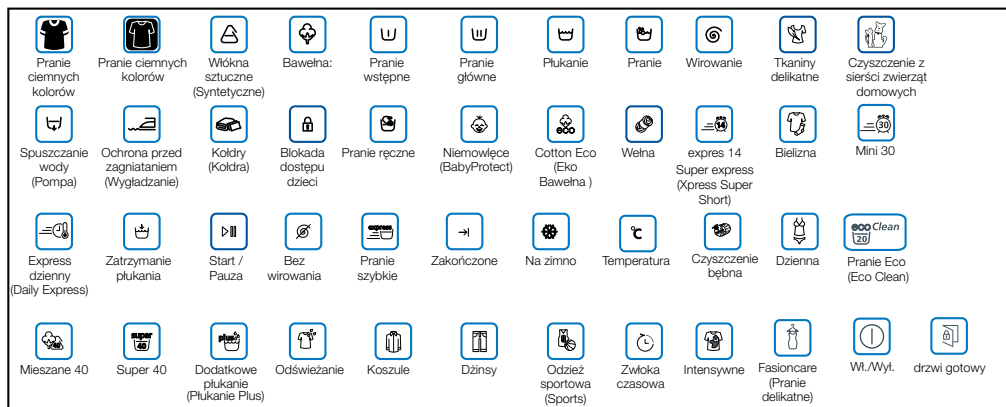 Pranie ciemnych kolorów
Pranie ciemnych kolorów
Włókna sztuczne (Syntetyczne)
Bawełna:
Pranie wstępne
Pranie główne
Płukanie
Pranie
Wirowanie
Tkaniny delikatne
Czyszczenie z sierści zwierząt domowych
14
30
eco
Spuszczanie wody (Pompa)
Ochrona przed zagniataniem (Wygładzanie)
Kołdry (Kołdra)
Blokada dostępu dzieci
Pranie ręczne
Niemowlęce (BabyProtect)
Cotton Eco (Eko Bawełna )
Wełna
expres 14 Super express (Xpress Super Short)
Bielizna
Mini 30
express
°C
eco Clean
20
Express dzienny (Daily Express)
Zatrzymanie płukania
Start / Pauza
Bez wirowania
Pranie szybkie
Zakończone
Na zimno
Temperatura
Czyszczenie bębna
Dzienna
Pranie Eco (Eco Clean)
40
super
40
plus
Mieszane 40
Super 40
Dodatkowe płukanie (Płukanie Plus)
Odświeżanie
Koszule
Dżinsy
Odzież sportowa (Sports)
Zwłoka czasowa
Intensywne
Fasioncare (Pranie delikatne)
Wł./Wył.
drzwi gotowy